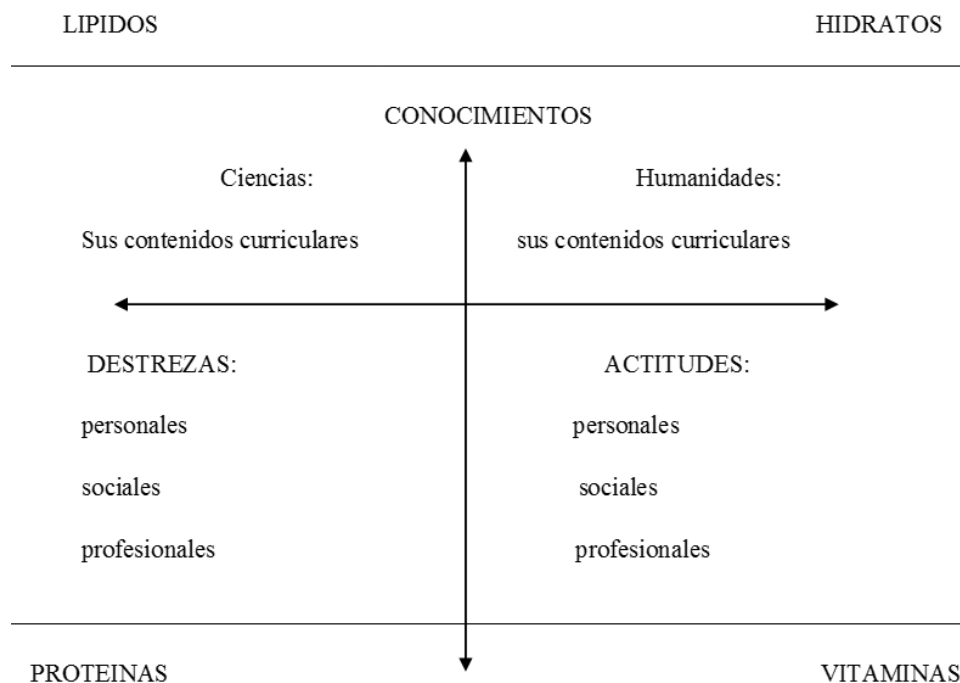 LIPIDOS HIDRATOS
CONOCIMIENTOS
Ciencias: Humanidades:
Sus contenidos curriculares sus contenidos curriculares
DESTREZAS: ACTITUDES:
personales personales
sociales sociales
profesionales profesionales
PROTEINAS VITAMINAS